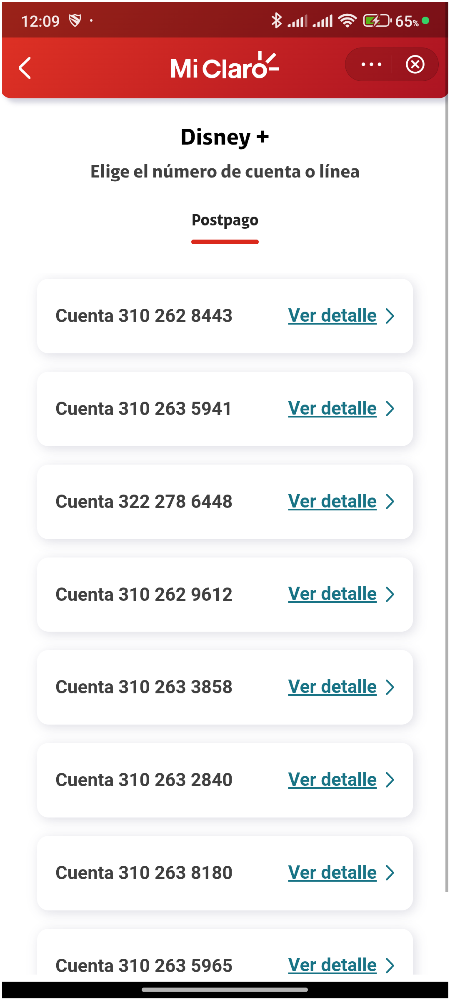 12:09
65%
Mi Claro
Disney +
Elige el número de cuenta o línea
Postpago
Cuenta 310 262 8443 Ver detalle
Cuenta 310 263 5941 Ver detalle
Cuenta 322 278 6448 Ver detalle
Cuenta 310 262 9612 Ver detalle
Cuenta 310 263 3858 Ver detalle
Cuenta 310 263 2840 Ver detalle
Cuenta 310 263 8180 Ver detalle
Cuenta 310 263 5965 Ver detalle